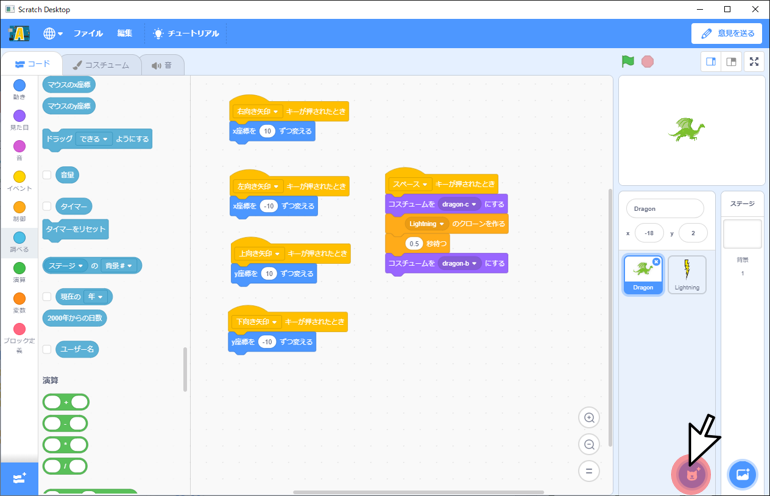 Scratch Desktop
ファイル 編集 チュートリアル 意見を送る
コード コスチューム 音
動き
見た目
音
イベント
制御
調べる
演算
変数
ブロック定義
マウスのx座標
マウスのy座標
ドラッグ できる ようにする
音量
タイマー
タイマーをリセット
ステージ の 背景 #
現在の 年
2000年からの日数
ユーザー名
演算
+
-
*
/
右向き矢印 キーが押されたとき
x座標を 10 ずつ変える
左向き矢印 キーが押されたとき
x座標を -10 ずつ変える
上向き矢印 キーが押されたとき
y座標を 10 ずつ変える
下向き矢印 キーが押されたとき
y座標を -10 ずつ変える
スペース キーが押されたとき
コスチュームを dragon-c にする
Lightning のクローンを作る
0.5 秒待つ
コスチュームを dragon-b にする
Dragon
x -18 y 2
Dragon Lightning
ステージ
背景
1